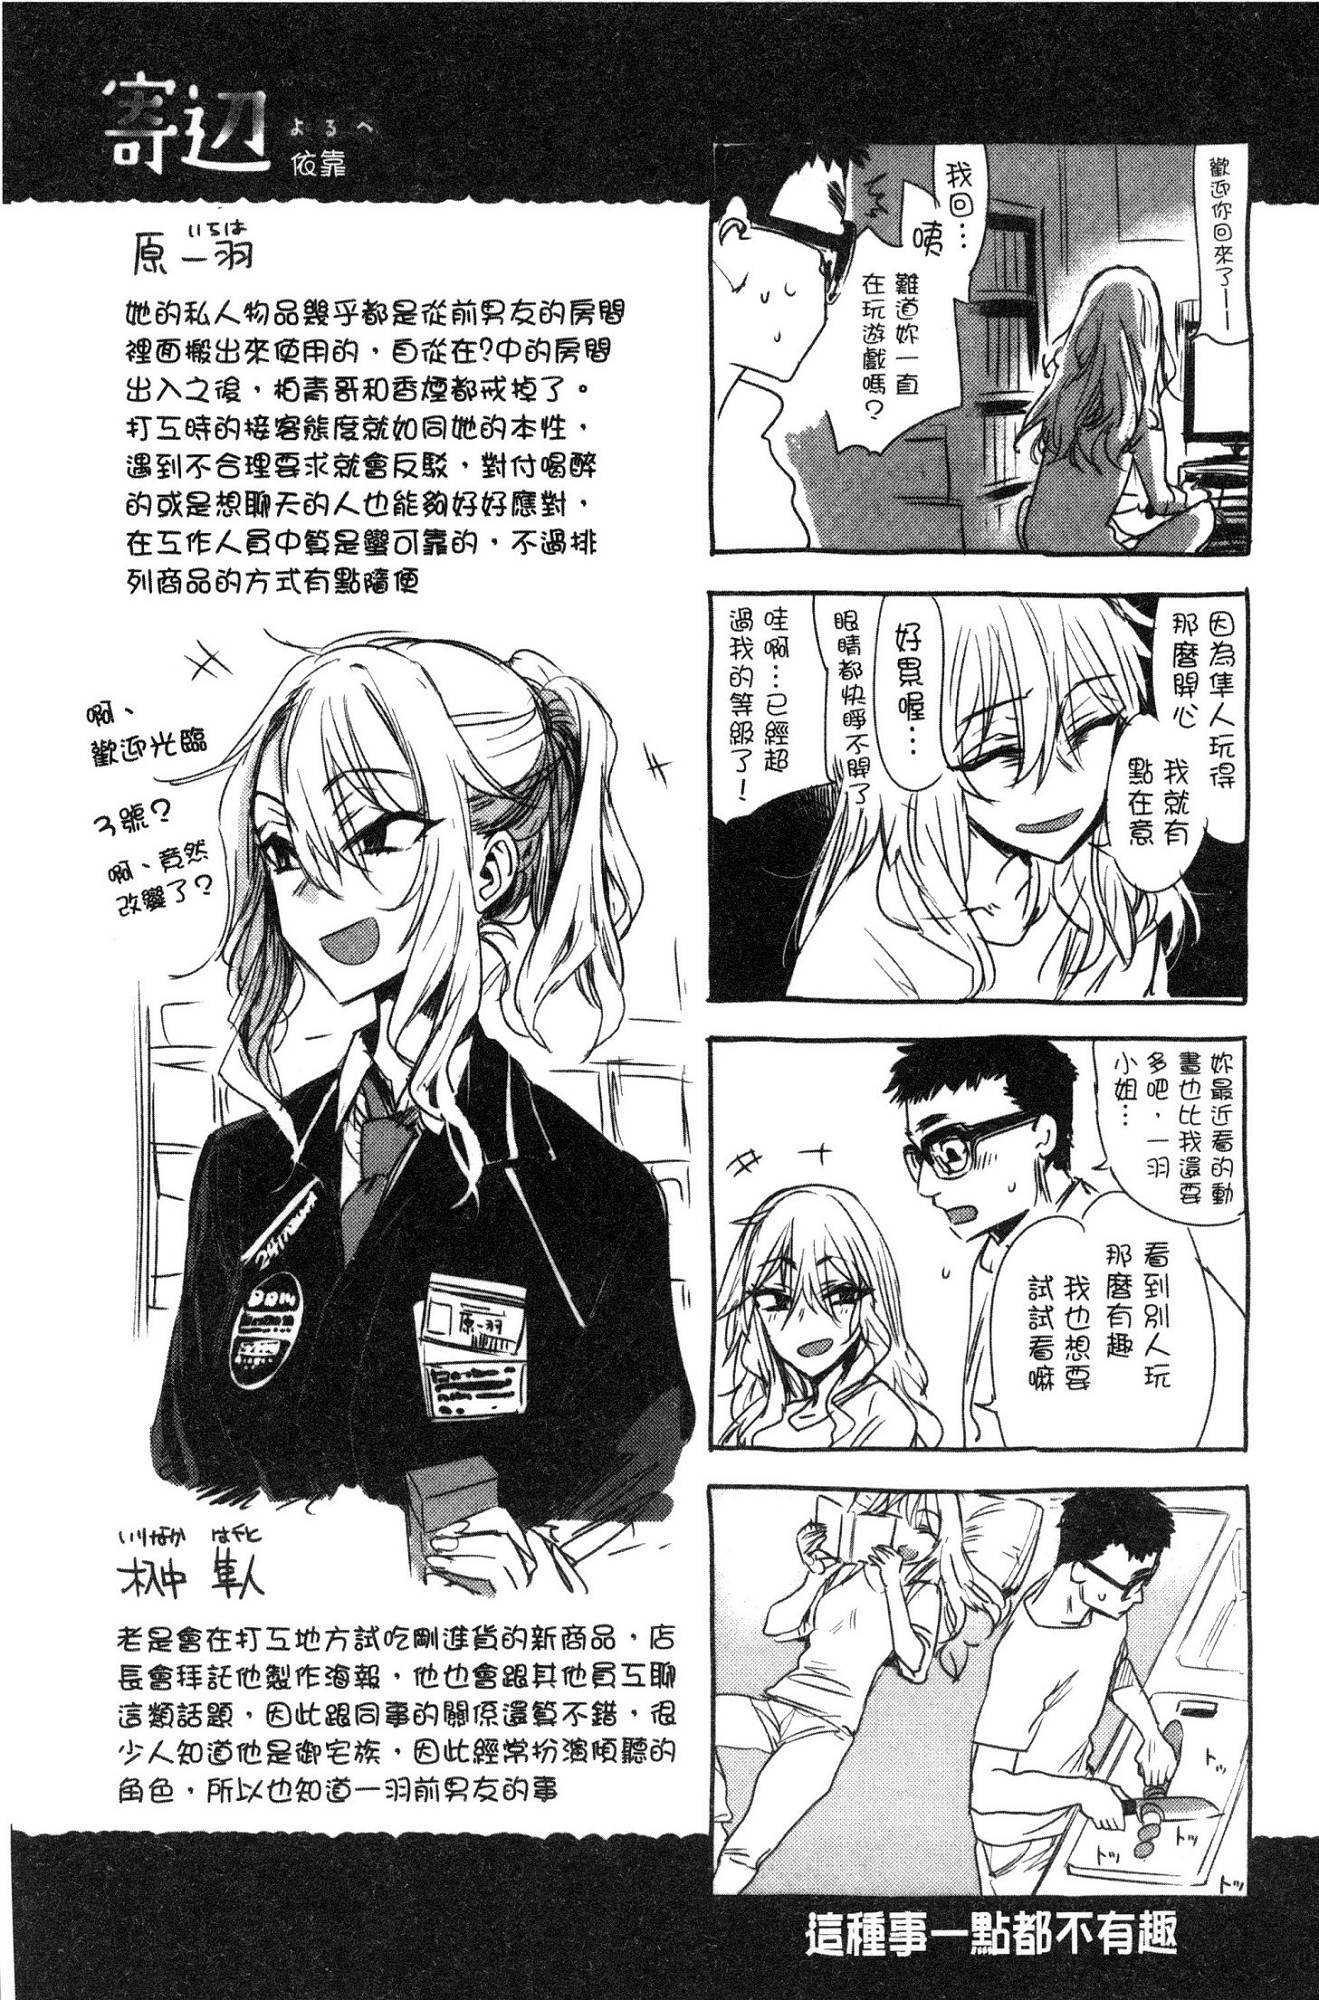 寄辺
よるべ
依靠
いちは
原一羽
她的私人物品幾乎都是從前男友的房間
裡面搬出來使用的，自從在?中的房間
出入之後，柏青哥和香煙都戒掉了。
打工時的接客態度就如同她的本性，
遇到不合理要求就會反駁，對付喝醉
的或是想聊天的人也能夠好好應對，
在工作人員中算是蠻可靠的，不過排
列商品的方式有點隨便
啊、
歡迎光臨
3號？
啊、竟然
改變了？
原一羽
いりなか はやと
杁中 隼人
老是會在打工地方試吃剛進貨的新商品，店
長會拜託他製作海報，他也會跟其他員工聊
這類話題，因此跟同事的關係還算不錯，很
少人知道他是御宅族，因此經常扮演傾聽的
角色，所以也知道一羽前男友的事
歡迎你回來了——
我回…
咦
難道妳一直
在玩遊戲嗎？
因為隼人玩得
那麼開心
我就有
點在意
好累喔…
眼睛都快睜不開了
哇啊…已經超
過我的等級了！
妳最近看的動
畫也比我還要
多吧，一羽
小姐…
看到別人玩
那麼有趣
我也想要
試試看嘛
トッ
トッ
トッ
トッ
這種事一點都不有趣